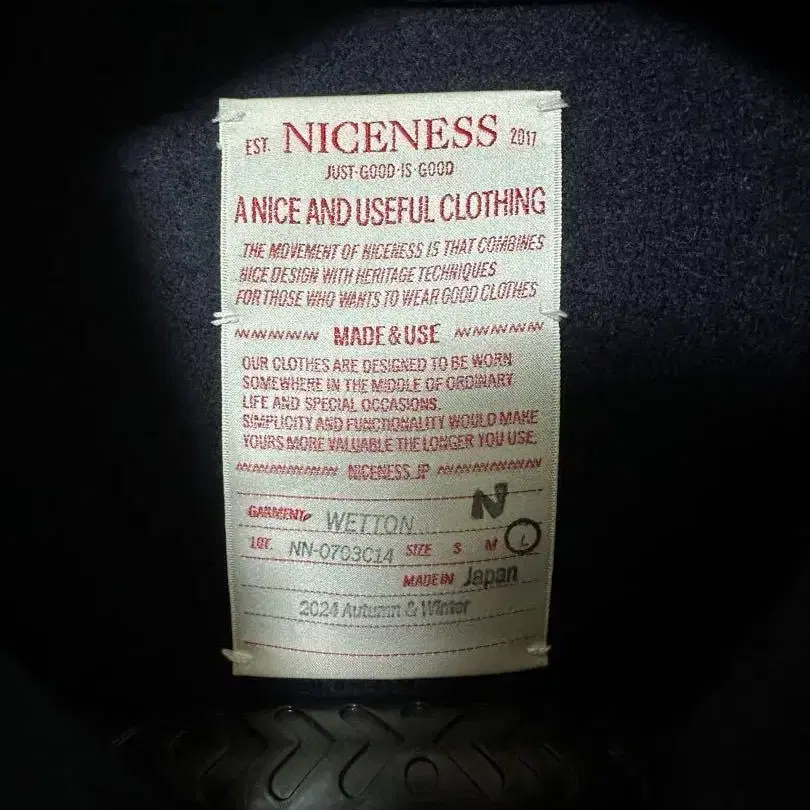 EST. NICENESS 2017
JUST·GOOD·IS·GOOD
A NICE AND USEFUL CLOTHING
THE MOVEMENT OF NICENESS IS THAT COMBINES
NICE DESIGN WITH HERITAGE TECHNIQUES
FOR THOSE WHO WANTS TO WEAR GOOD CLOTHES
MADE & USE
OUR CLOTHES ARE DESIGNED TO BE WORN
SOMEWHERE IN THE MIDDLE OF ORDINARY
LIFE AND SPECIAL OCCASIONS.
SIMPLICITY AND FUNCTIONALITY WOULD MAKE
YOURS MORE VALUABLE THE LONGER YOU USE.
NICENESS.JP
N
GARMENT WETTON
LOT. NN-0703C14 SIZE S M L
MADE IN Japan
2024 Autumn & Winter